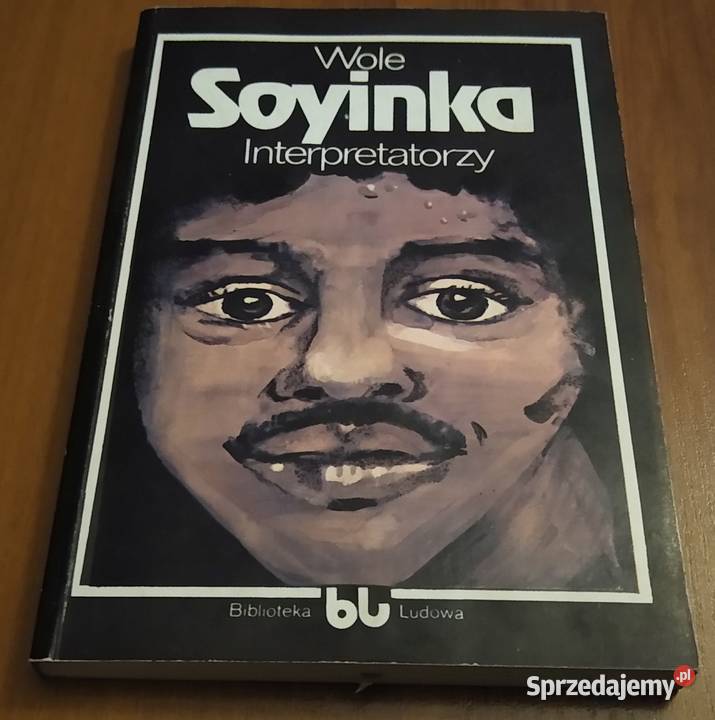 Wole
Soyinka
Interpretatorzy
Biblioteka bl Ludowa
Sprzedajemy.pl